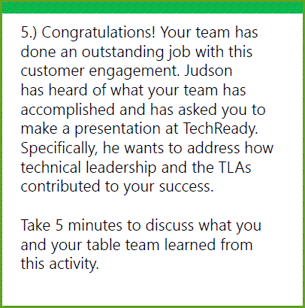 5.) Congratulations! Your team has
done an outstanding job with this
customer engagement. Judson
has heard of what your team has
accomplished and has asked you to
make a presentation at TechReady.
Specifically, he wants to address how
technical leadership and the TLAs
contributed to your success.

Take 5 minutes to discuss what you
and your table team learned from
this activity.